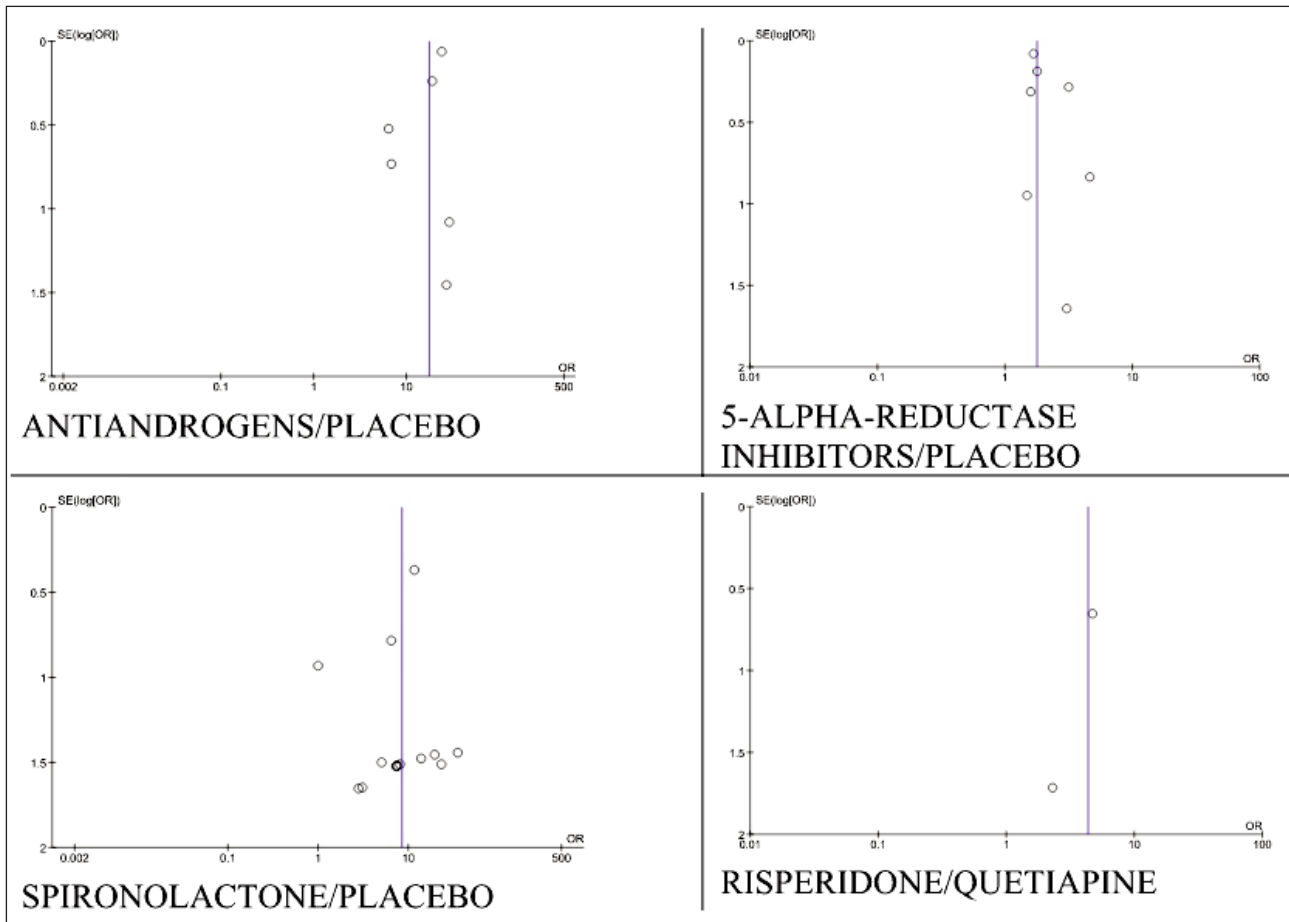 SE(log[OR])
0
0.5
1
1.5
2
OR
0.002 0.1 1 10 500
ANTIANDROGENS/PLACEBO
SE(log[OR])
0
0.5
1
1.5
2
OR
0.01 0.1 1 10 100
5-ALPHA-REDUCTASE
INHIBITORS/PLACEBO
SE(log[OR])
0
0.5
1
1.5
2
OR
0.002 0.1 1 10 500
SPIRONOLACTONE/PLACEBO
SE(log[OR])
0
0.5
1
1.5
2
OR
0.01 0.1 1 10 100
RISPERIDONE/QUETIAPINE